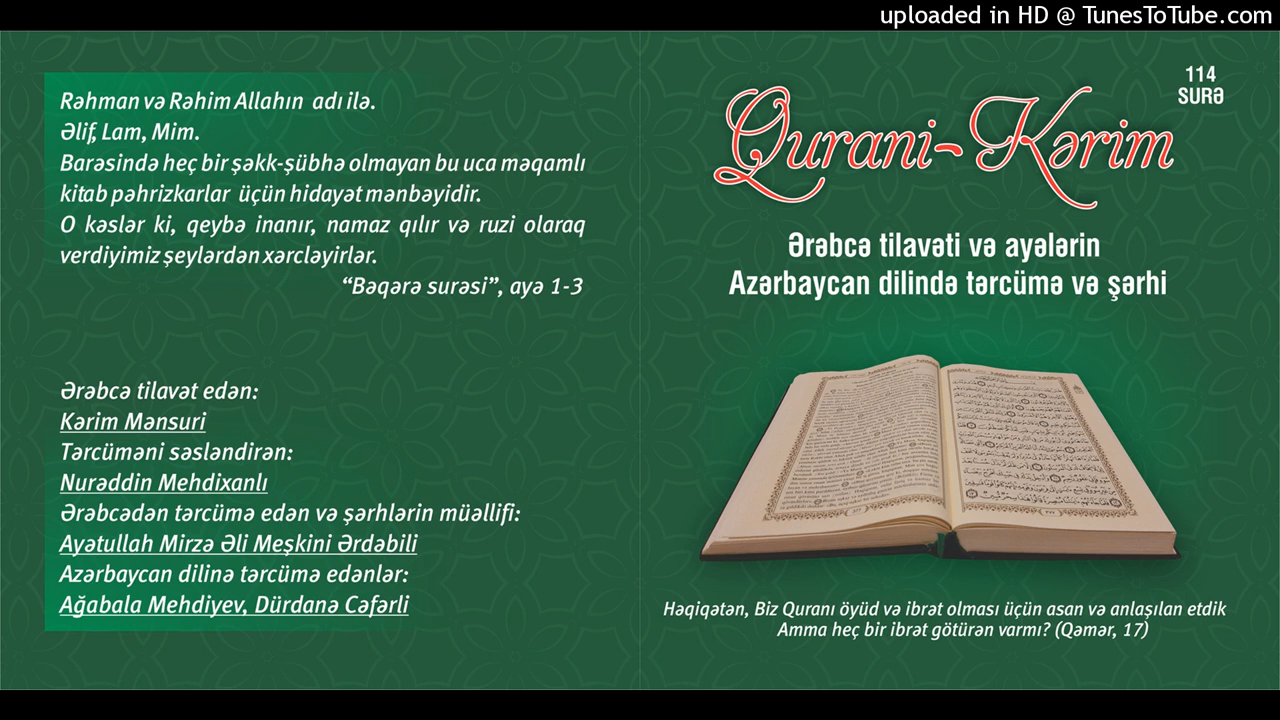 uploaded in HD @ TunesToTube.com
Rəhman və Rəhim Allahın adı ilə.
Əlif, Lam, Mim.
Barəsində heç bir şəkk-şübhə olmayan bu uca məqamlı
kitab pəhrizkarlar üçün hidayət mənbəyidir.
O kəslər ki, qeybə inanır, namaz qılır və ruzi olaraq
verdiyimiz şeylərdən xərcləyirlər.
“Bəqərə surəsi”, ayə 1-3
Ərəbcə tilavət edən:
Kərim Mənsuri
Tərcüməni səsləndirən:
Nurəddin Mehdixanlı
Ərəbcədən tərcümə edən və şərhlərin müəllifi:
Ayətullah Mirzə Əli Meşkini Ərdəbili
Azərbaycan dilinə tərcümə edənlər:
Ağabala Mehdiyev, Dürdanə Cəfərli
114
SURƏ
Qurani-Kərim
Ərəbcə tilavəti və ayələrin
Azərbaycan dilində tərcümə və şərhi
Həqiqətən, Biz Quranı öyüd və ibrət olması üçün asan və anlaşılan etdik
Amma heç bir ibrət götürən varmı? (Qəmər, 17)